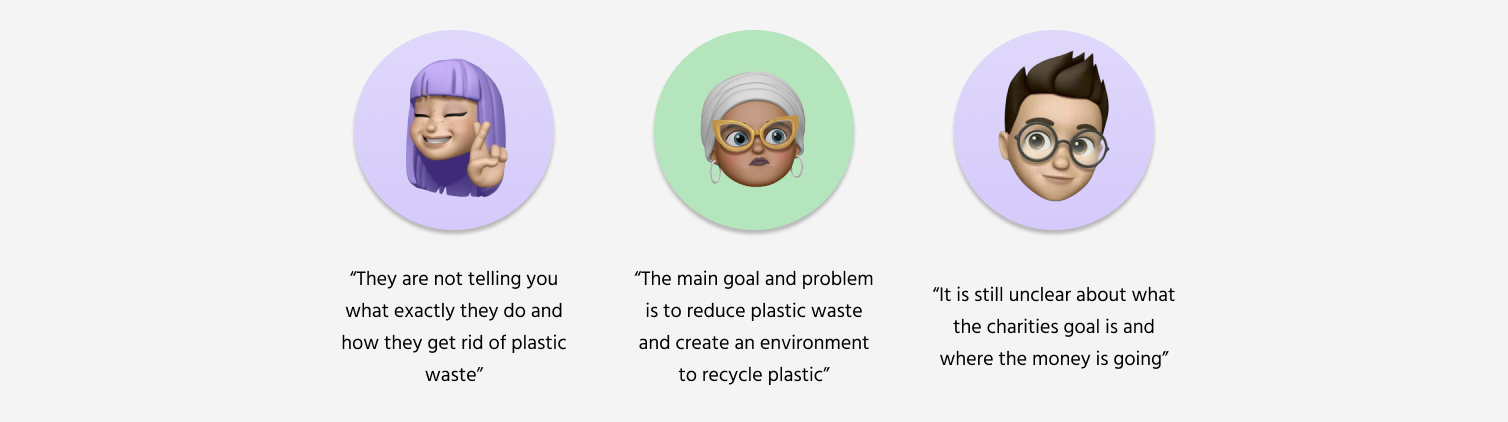 “They are not telling you
what exactly they do and
how they get rid of plastic
waste”
“The main goal and problem
is to reduce plastic waste
and create an environment
to recycle plastic”
“It is still unclear about what
the charities goal is and
where the money is going”